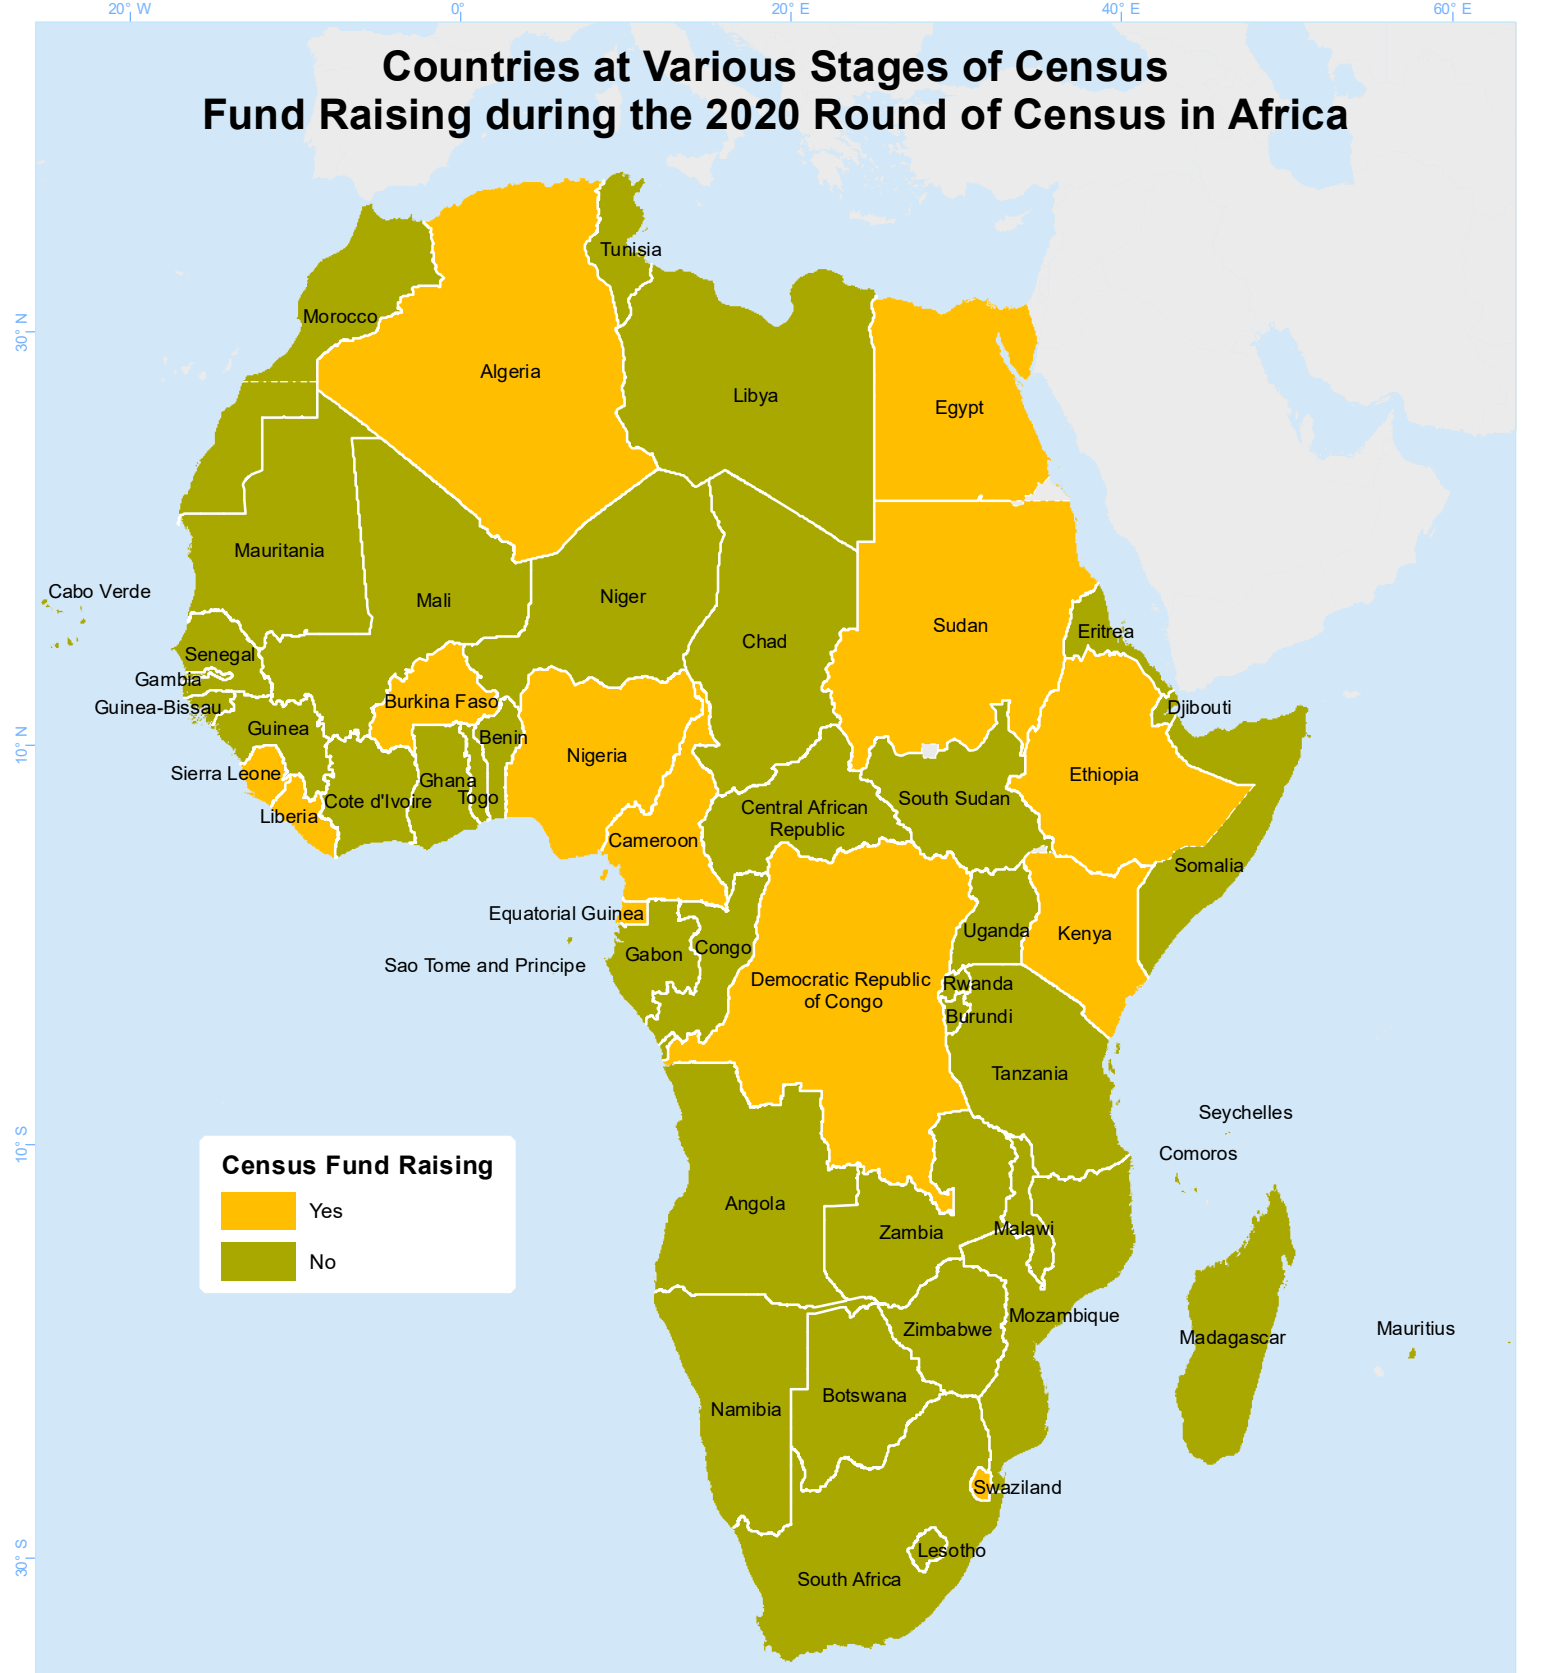 20° W
0°
20° E
40° E
60° E
Countries at Various Stages of Census
Fund Raising during the 2020 Round of Census in Africa
Tunisia
Morocco
30° N
Algeria
Libya
Egypt
Mauritania
Cabo Verde
Mali
Niger
Sudan
Eritrea
Chad
Senegal
Gambia
Burkina Faso
Guinea-Bissau
Djibouti
Guinea
Benin
10° N
Nigeria
Sierra Leone
Ethiopia
Ghana
Togo
Cote d'Ivoire
South Sudan
Central African
Republic
Liberia
Cameroon
Somalia
Equatorial Guinea
Uganda
Kenya
Congo
Gabon
Sao Tome and Principe
Democratic Republic
of Congo
Rwanda
Burundi
Tanzania
Seychelles
10° S
Comoros
Census Fund Raising
Yes
No
Angola
Zambia
Malawi
Mozambique
Zimbabwe
Madagascar
Mauritius
Botswana
Namibia
Swaziland
30° S
Lesotho
South Africa